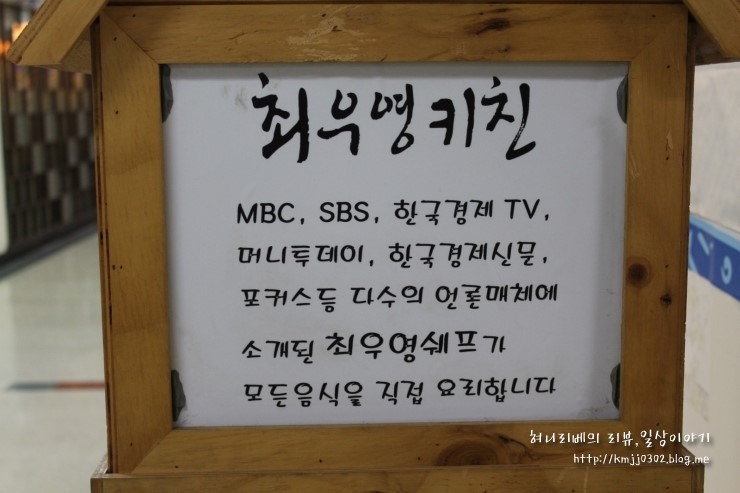 최우영키친
MBC, SBS, 한국경제 TV,
머니투데이, 한국경제신문,
포커스등 다수의 언론매체에
소개된 최우영쉐프가
모든음식을 직접 요리합니다
허니리베의 리뷰,일상이야기
http://kmjj0302.blog.me